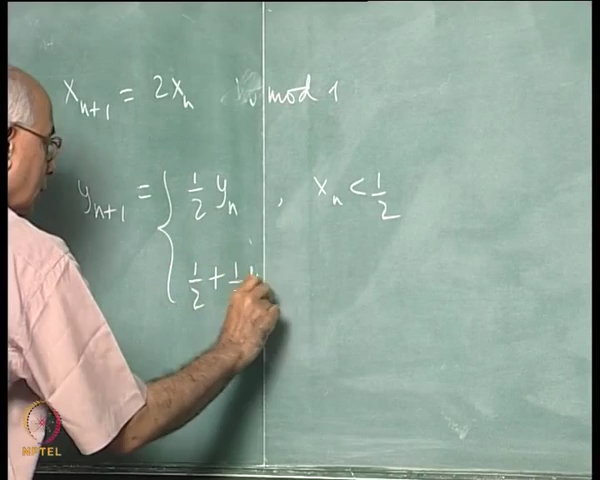 x_{n+1} = 2x_n mod 1
y_{n+1} = { 1/2 y_n , x_n < 1/2
1/2 + 1/
NPTEL